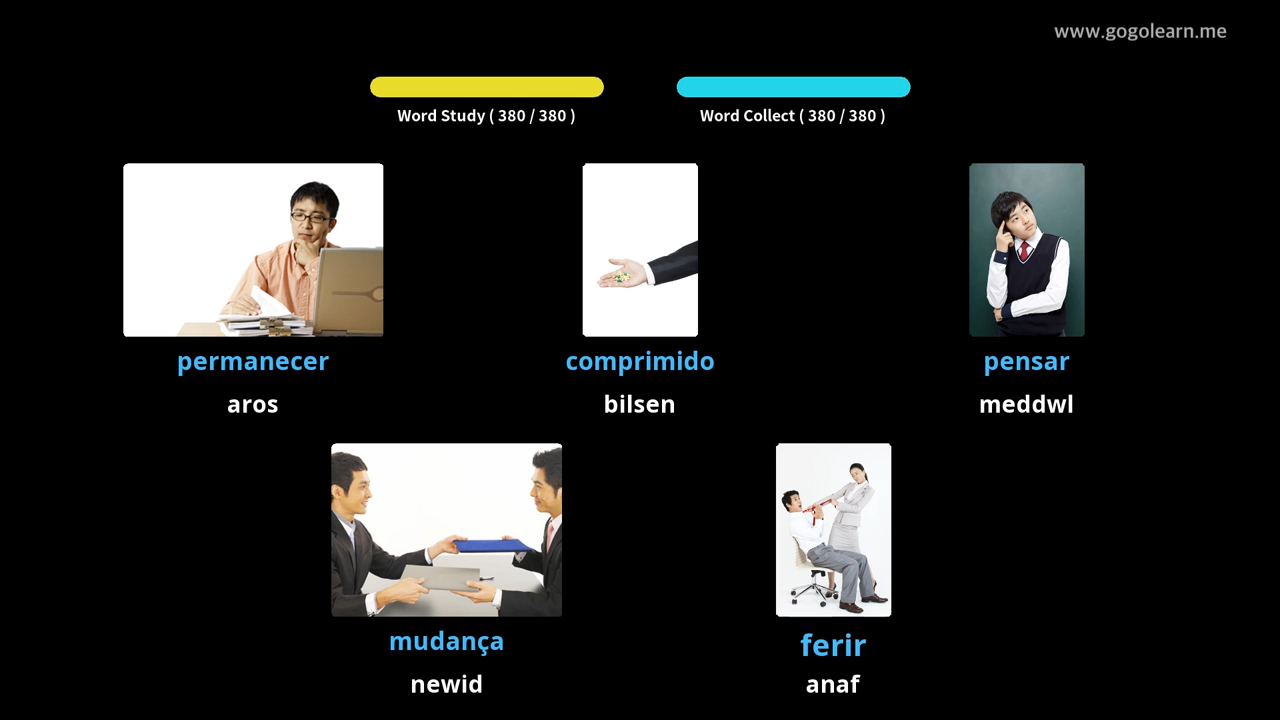 www.gogolearn.me
Word Study ( 380 / 380 )
Word Collect ( 380 / 380 )
permanecer
aros
comprimido
bilsen
pensar
meddwl
mudança
newid
ferir
anaf